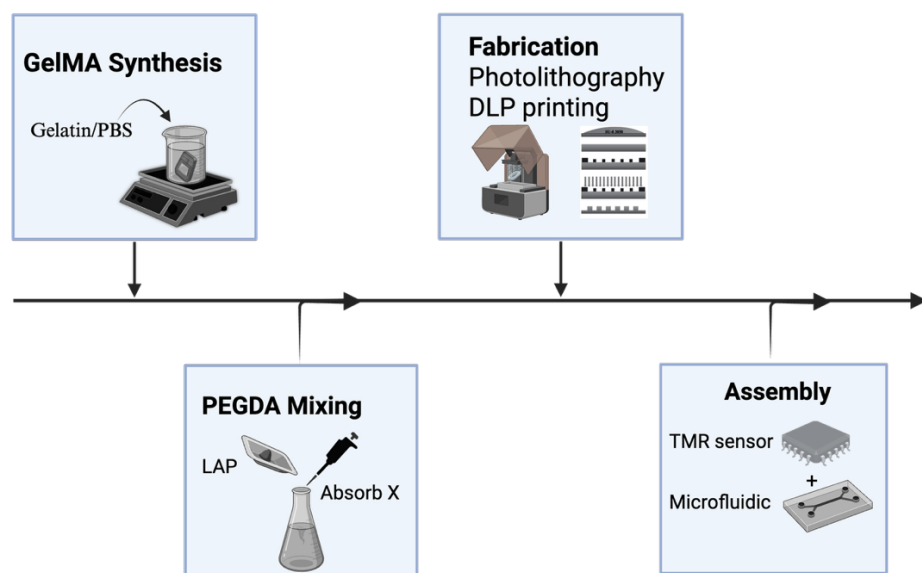 GelMA Synthesis
Gelatin/PBS
Fabrication
Photolithography
DLP printing
PEGDA Mixing
LAP
Absorb X
Assembly
TMR sensor
+
Microfluidic